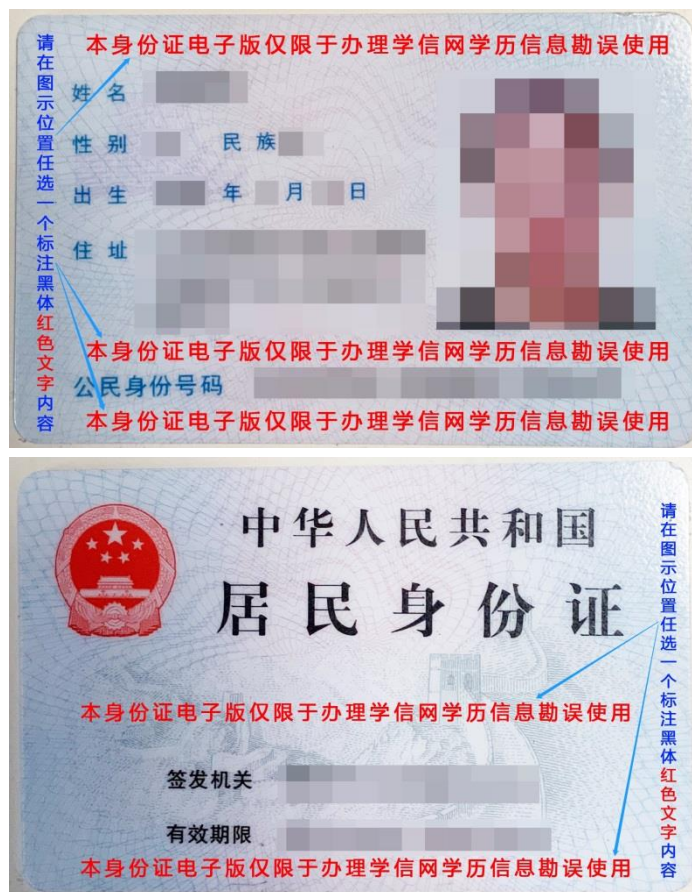 本身份证电子版仅限于办理学信网学历信息勘误使用
请在图示位置任选一个标注黑体红色文字内容
姓名
性别 民族
出生 年 月 日
住址
本身份证电子版仅限于办理学信网学历信息勘误使用
公民身份号码
本身份证电子版仅限于办理学信网学历信息勘误使用
中华人民共和国
居民身份证
请在图示位置任选一个标注黑体红色文字内容
本身份证电子版仅限于办理学信网学历信息勘误使用
签发机关
有效期限
本身份证电子版仅限于办理学信网学历信息勘误使用